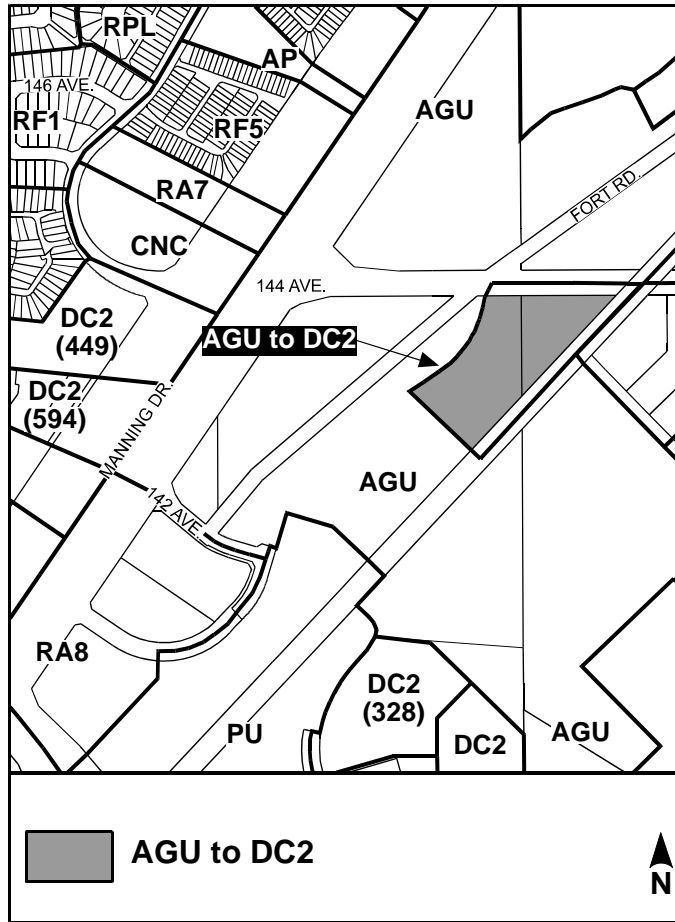 RPL
AP
146 AVE.
AGU
RF1
RF5
RA7
FORT RD.
CNC
144 AVE.
DC2
(449)
AGU to DC2
DC2
(594)
MANNING DR.
AGU
142 AVE.
RA8
DC2
(328)
PU
DC2
AGU
AGU to DC2
N